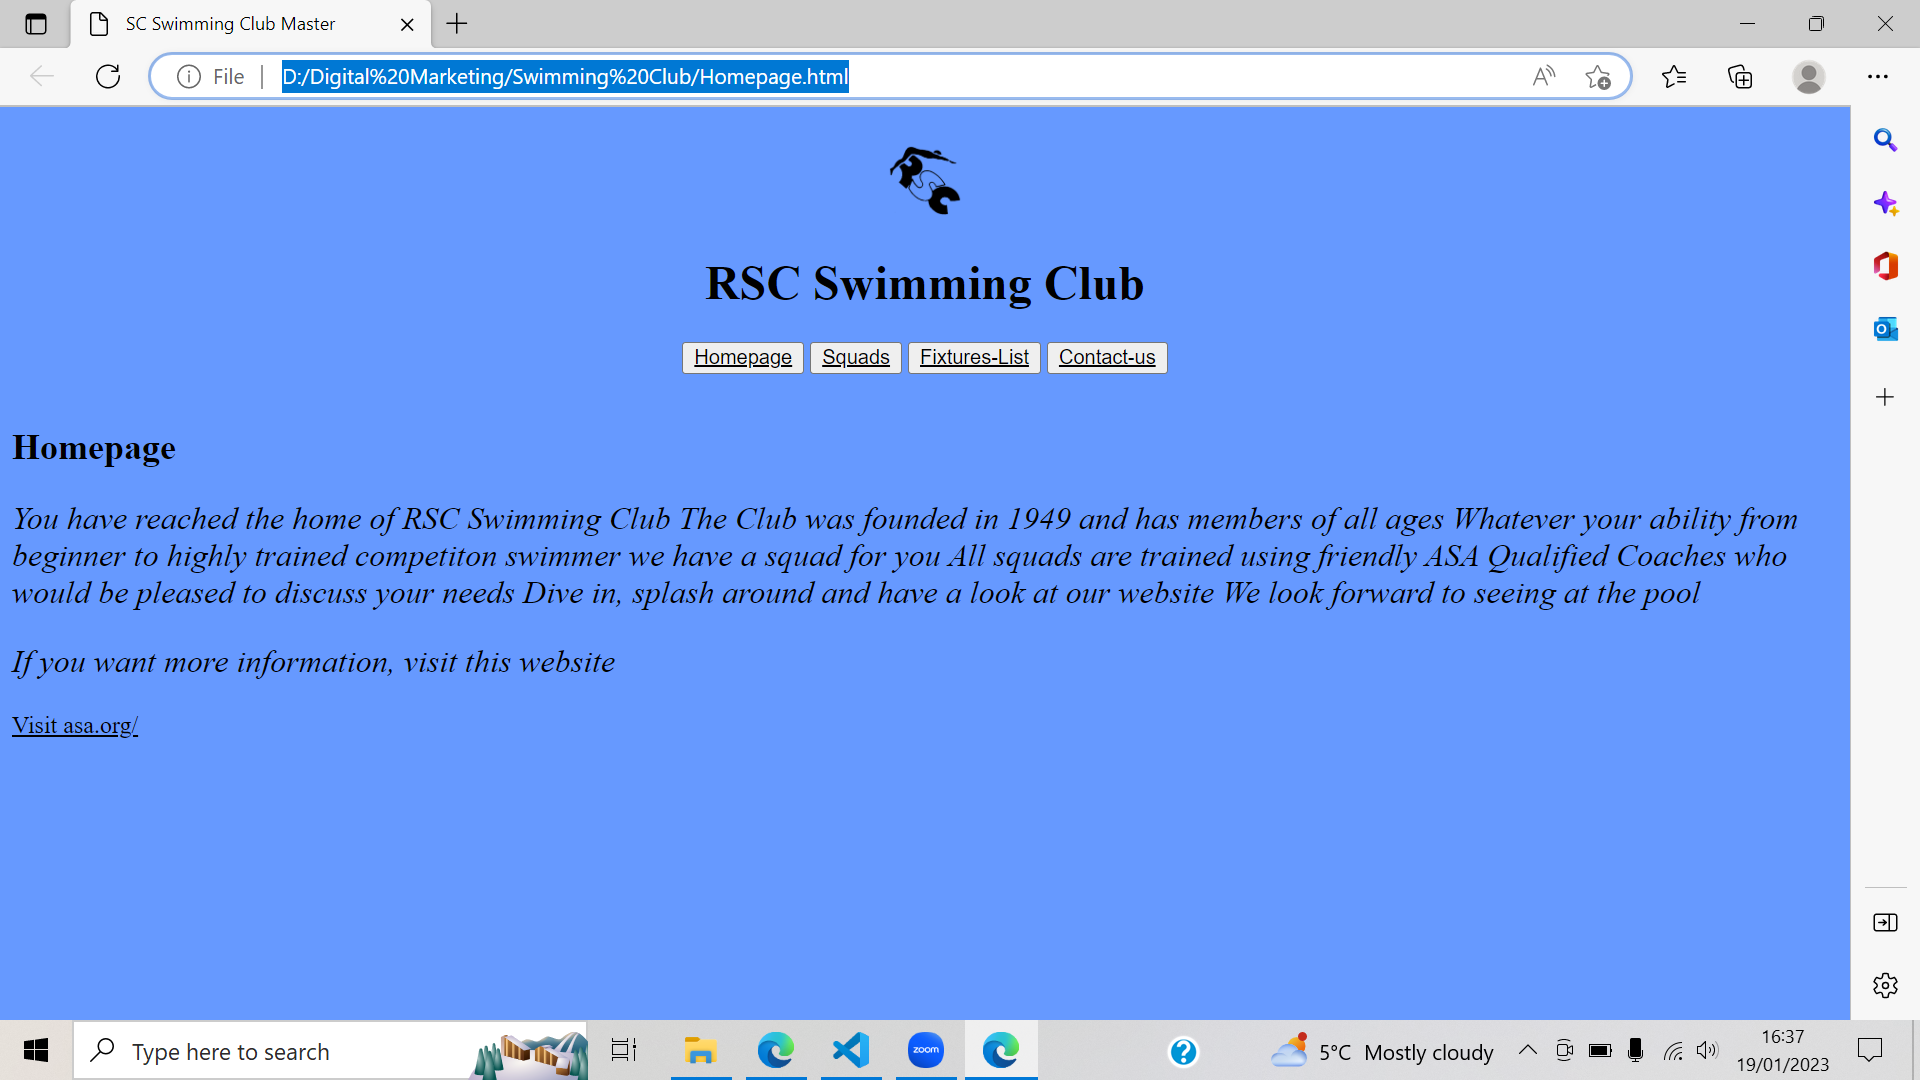 SC Swimming Club Master
File
D:/Digital%20Marketing/Swimming%20Club/Homepage.html
RSC
RSC Swimming Club
Homepage Squads Fixtures-List Contact-us
Homepage
You have reached the home of RSC Swimming Club The Club was founded in 1949 and has members of all ages Whatever your ability from
beginner to highly trained competiton swimmer we have a squad for you All squads are trained using friendly ASA Qualified Coaches who
would be pleased to discuss your needs Dive in, splash around and have a look at our website We look forward to seeing at the pool
If you want more information, visit this website
Visit asa.org/
Type here to search
zoom
5°C Mostly cloudy
16:37
19/01/2023